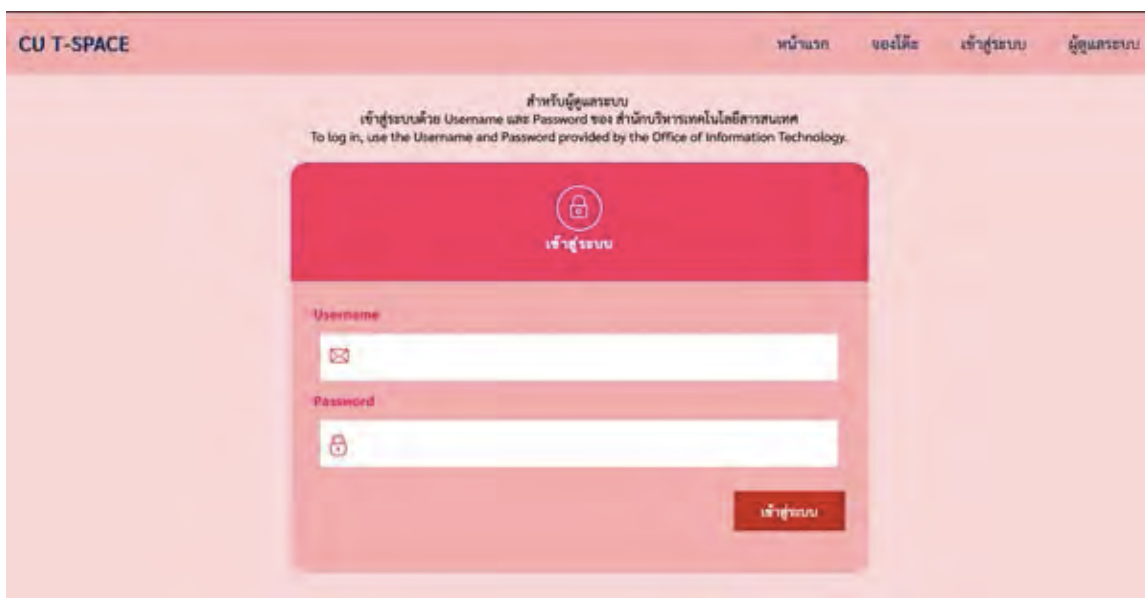 CU T-SPACE
หน้าแรก จองโต๊ะ เข้าสู่ระบบ ผู้ดูแลระบบ
สำหรับผู้ดูแลระบบ
เข้าสู่ระบบด้วย Username และ Password ของ สำนักบริหารเทคโนโลยีสารสนเทศ
To log in, use the Username and Password provided by the Office of Information Technology.
เข้าสู่ระบบ
Username
Password
เข้าสู่ระบบ